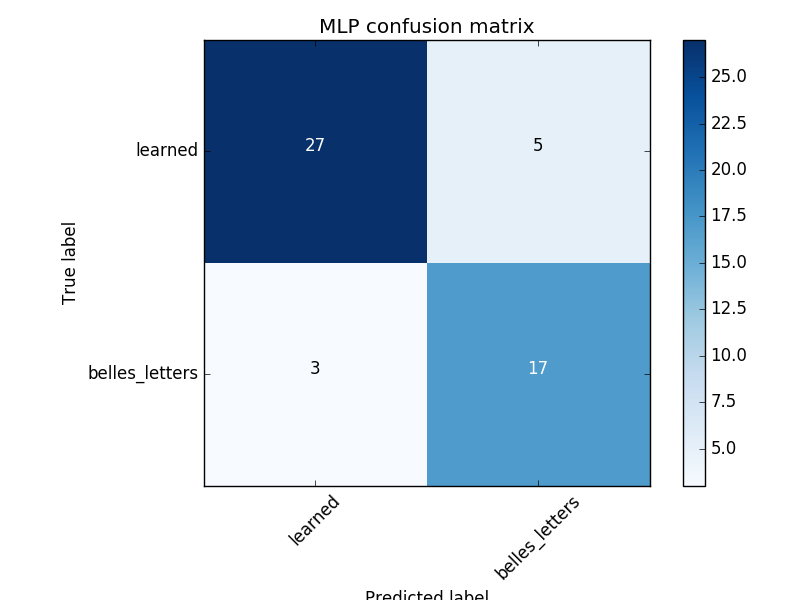 MLP confusion matrix
True label
learned
27
5
belles_letters
3
17
learned
belles_letters
Predicted label
25.0
22.5
20.0
17.5
15.0
12.5
10.0
7.5
5.0